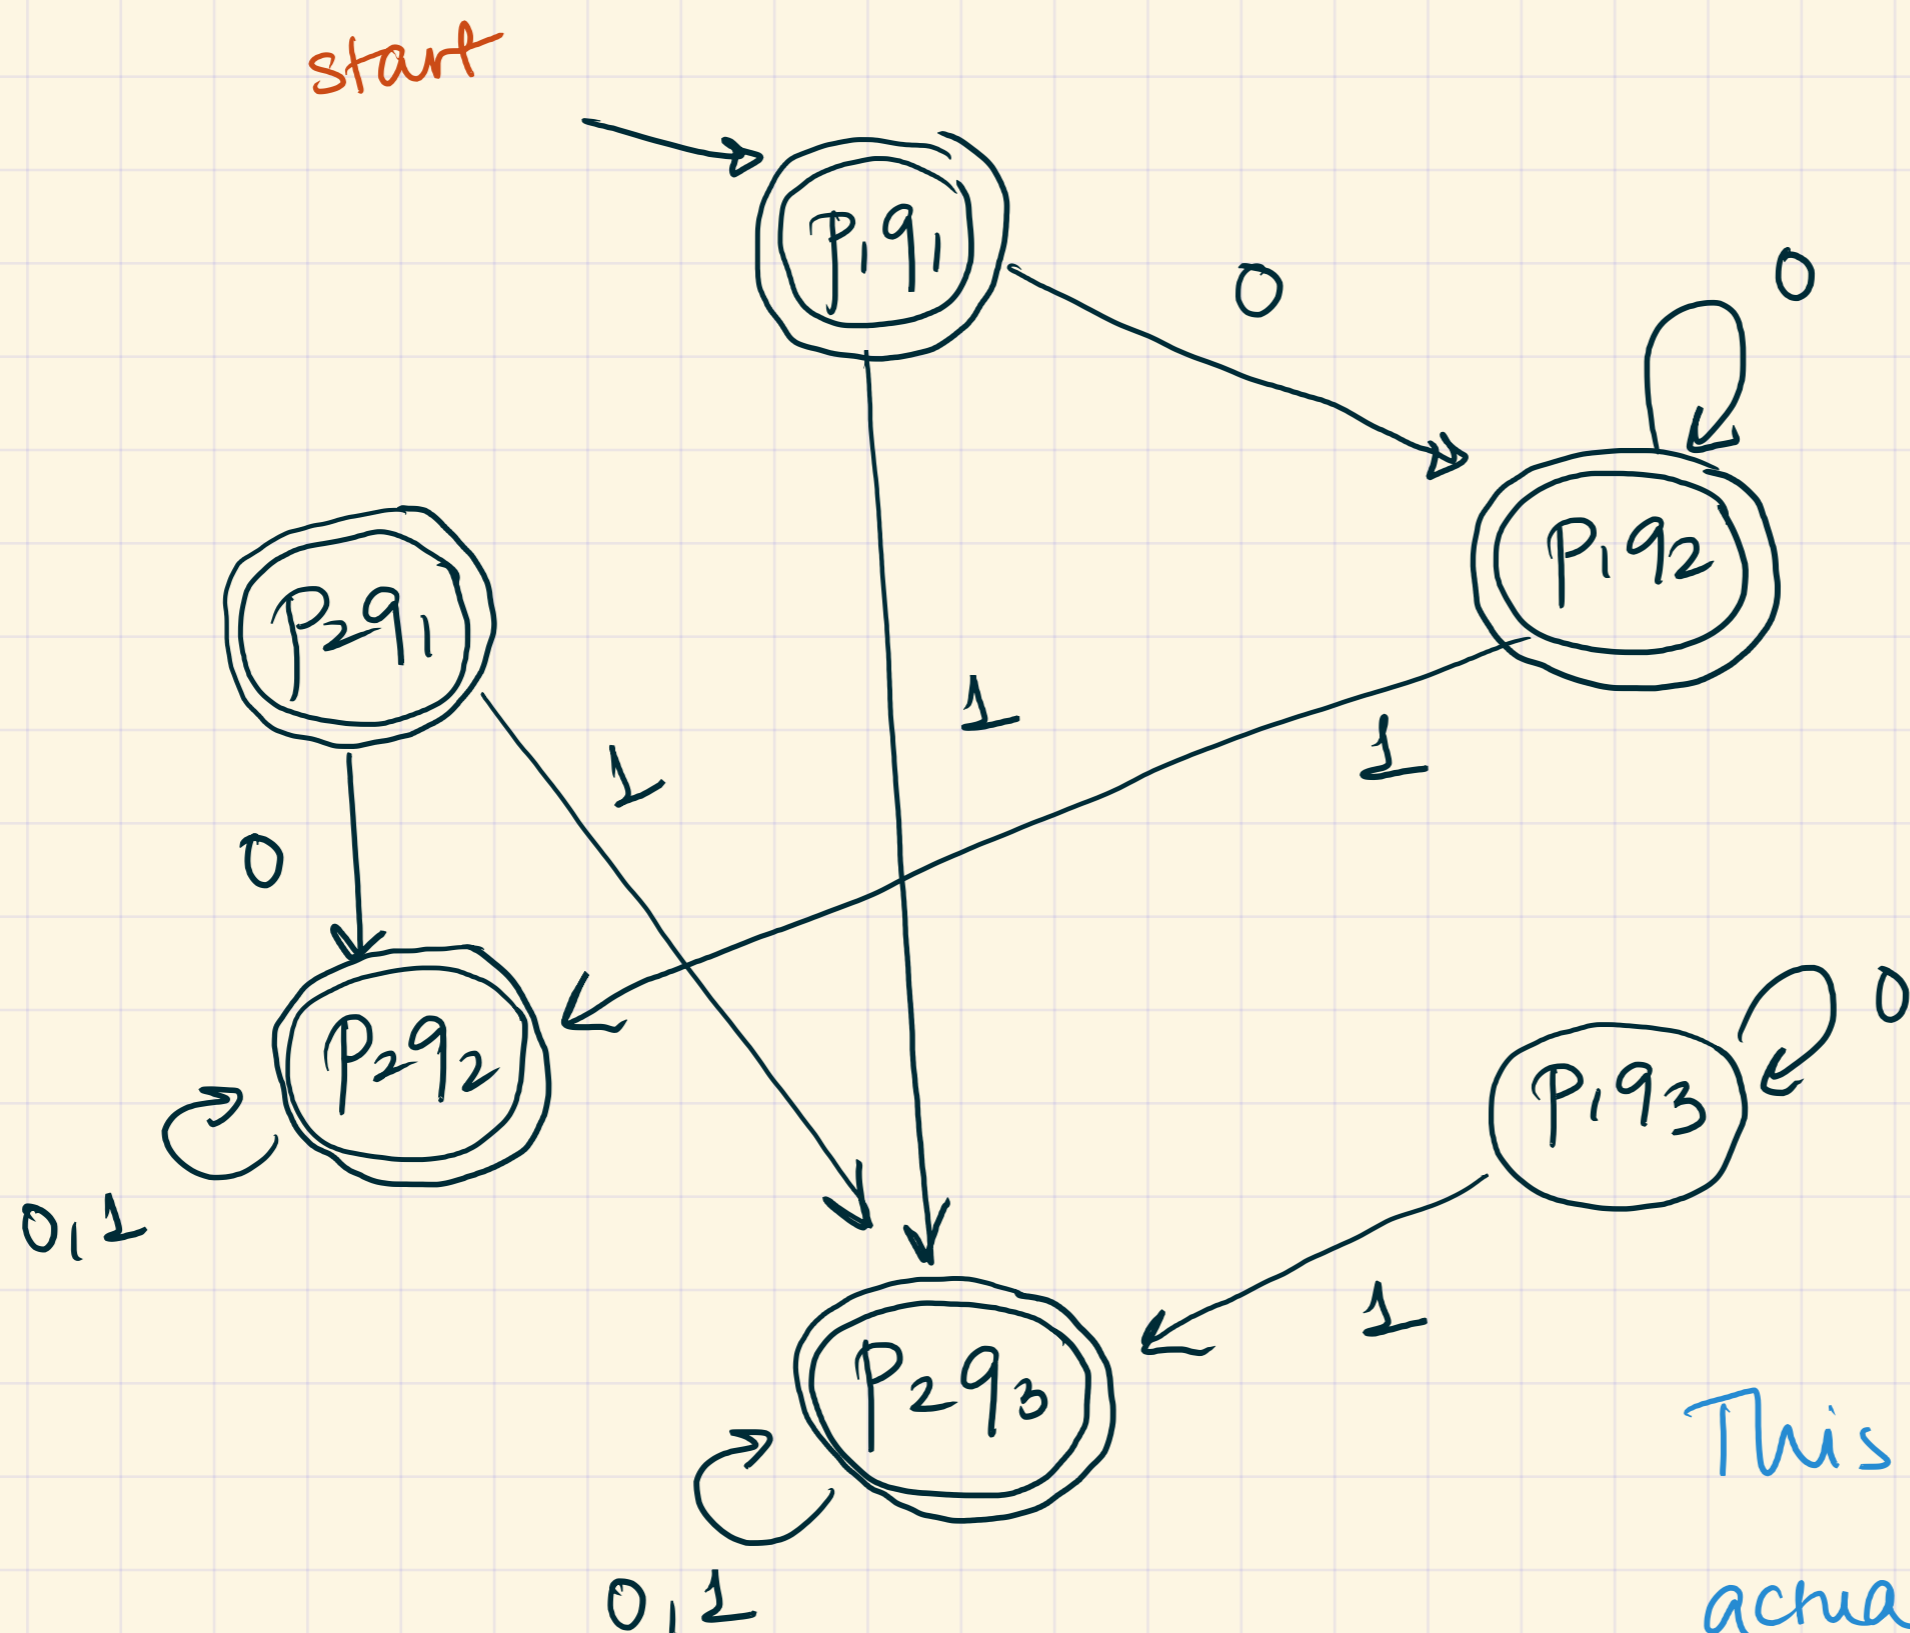 start
p₁q₁
0
0
p₁q₂
p₂q₁
1
1
1
0
p₂q₂
0
p₁q₃
0,1
1
p₂q₃
This
0,1
actua